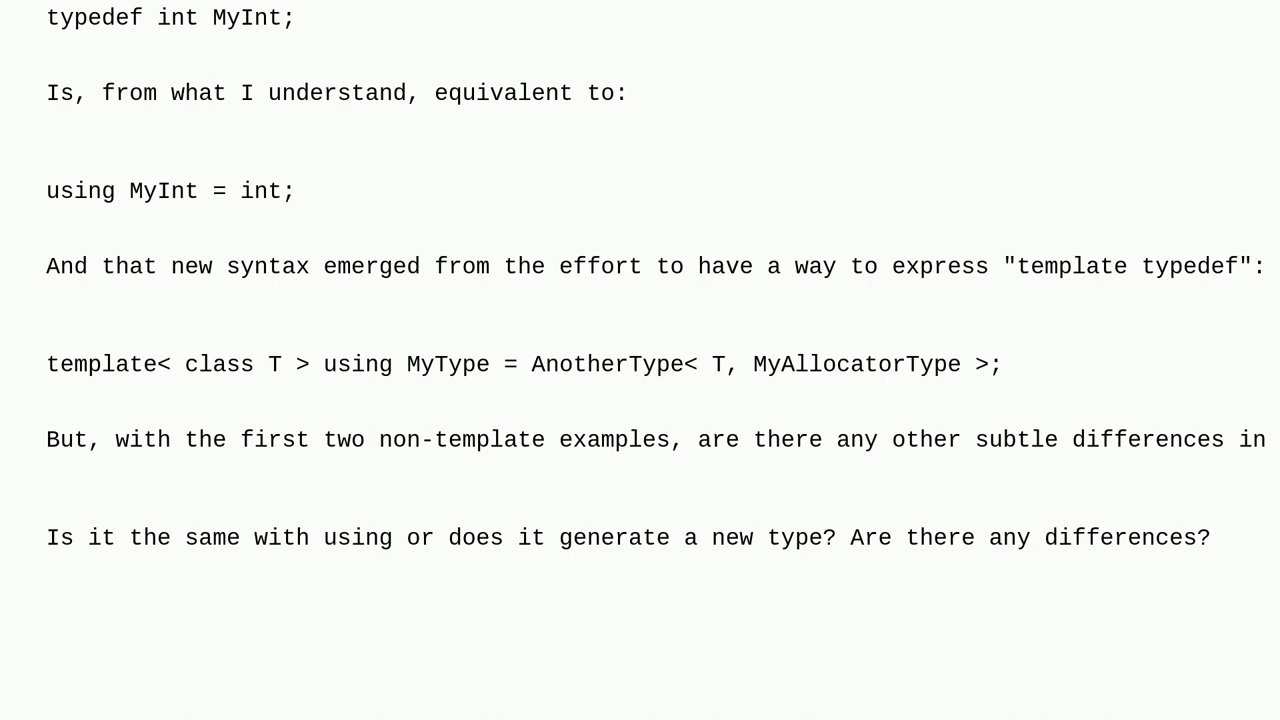 typedef int MyInt;
Is, from what I understand, equivalent to:
using MyInt = int;
And that new syntax emerged from the effort to have a way to express "template typedef":
template< class T > using MyType = AnotherType< T, MyAllocatorType >;
But, with the first two non-template examples, are there any other subtle differences in
Is it the same with using or does it generate a new type? Are there any differences?